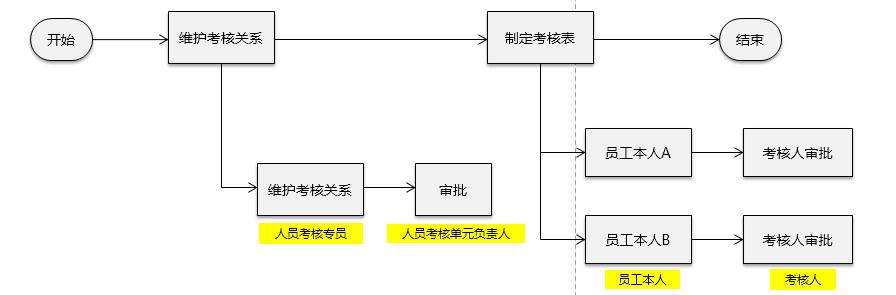 开始
维护考核关系
制定考核表
结束
员工本人A
考核人审批
维护考核关系
审批
人员考核专员
人员考核单元负责人
员工本人B
考核人审批
员工本人
考核人